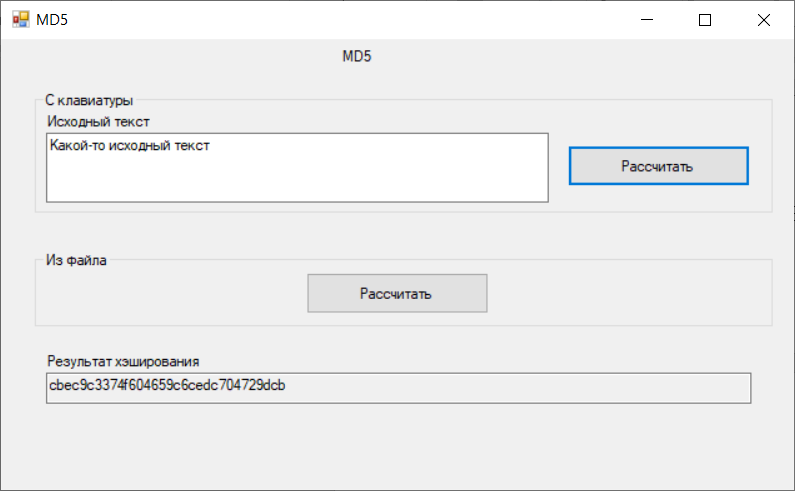 MD5
MD5
С клавиатуры
Исходный текст
Какой-то исходный текст
Рассчитать
Из файла
Рассчитать
Результат хэширования
cbec9c3374f604659c6cedc704729dcb